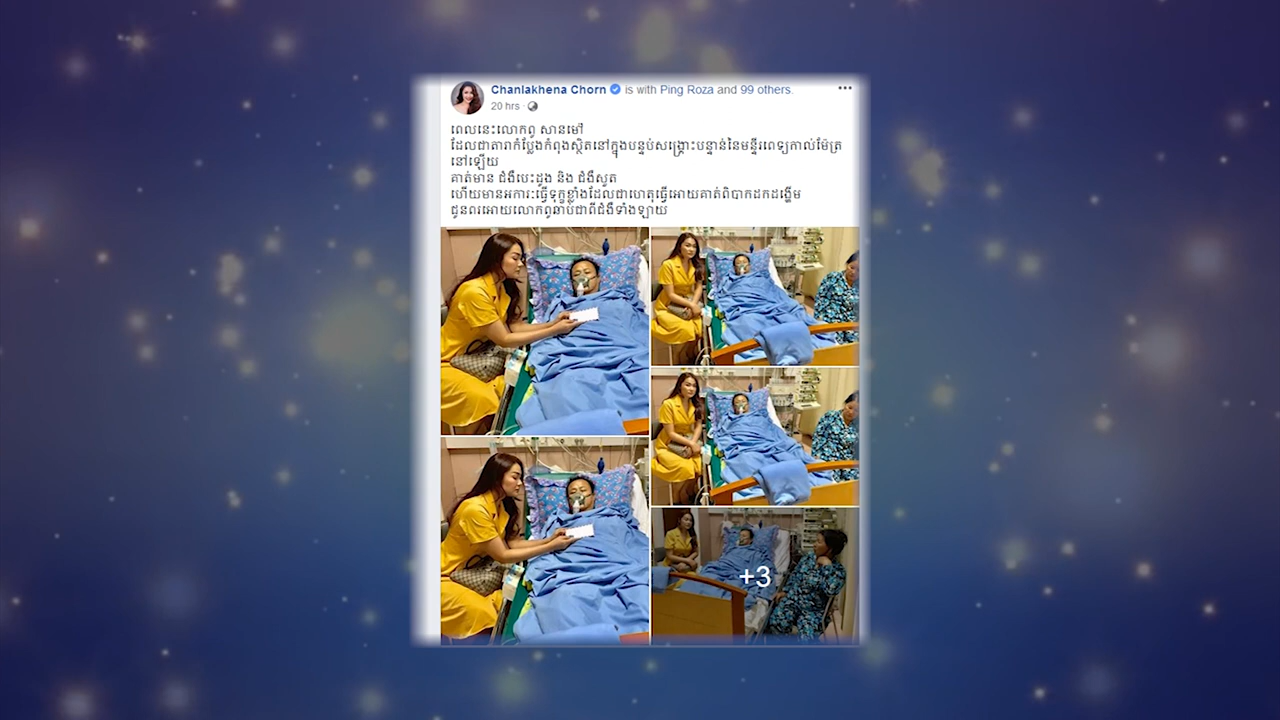 Chanlakhena Chorn is with Ping Roza and 99 others.
20 hrs ·
ពេលនេះលោកពូ សានមៅ
ដែលជាតារាកំប្លែងកំពុងស្ថិតនៅក្នុងបន្ទប់សង្គ្រោះបន្ទាន់នៃមន្ទីរពេទ្យកាល់ម៉ែត្រ
នៅឡើយ
គាត់មាន ជំងឺបេះដូង និង ជំងឺសួត
ហើយមានអការៈធ្វើទុក្ខខ្លាំងដែលជាហេតុធ្វើអោយគាត់ពិបាកដកដង្ហើម
ជូនពរអោយលោកពូឆាប់ជាពីជំងឺទាំងឡាយ
+3